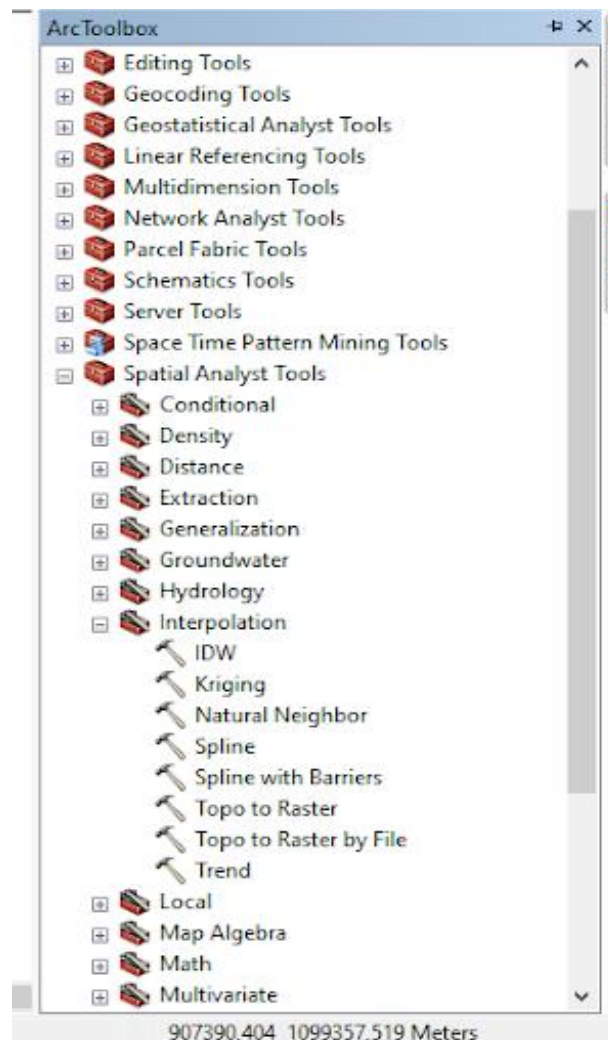 ArcToolbox
Editing Tools
Geocoding Tools
Geostatistical Analyst Tools
Linear Referencing Tools
Multidimension Tools
Network Analyst Tools
Parcel Fabric Tools
Schematics Tools
Server Tools
Space Time Pattern Mining Tools
Spatial Analyst Tools
Conditional
Density
Distance
Extraction
Generalization
Groundwater
Hydrology
Interpolation
IDW
Kriging
Natural Neighbor
Spline
Spline with Barriers
Topo to Raster
Topo to Raster by File
Trend
Local
Map Algebra
Math
Multivariate
907390.404 1099357.519 Meters